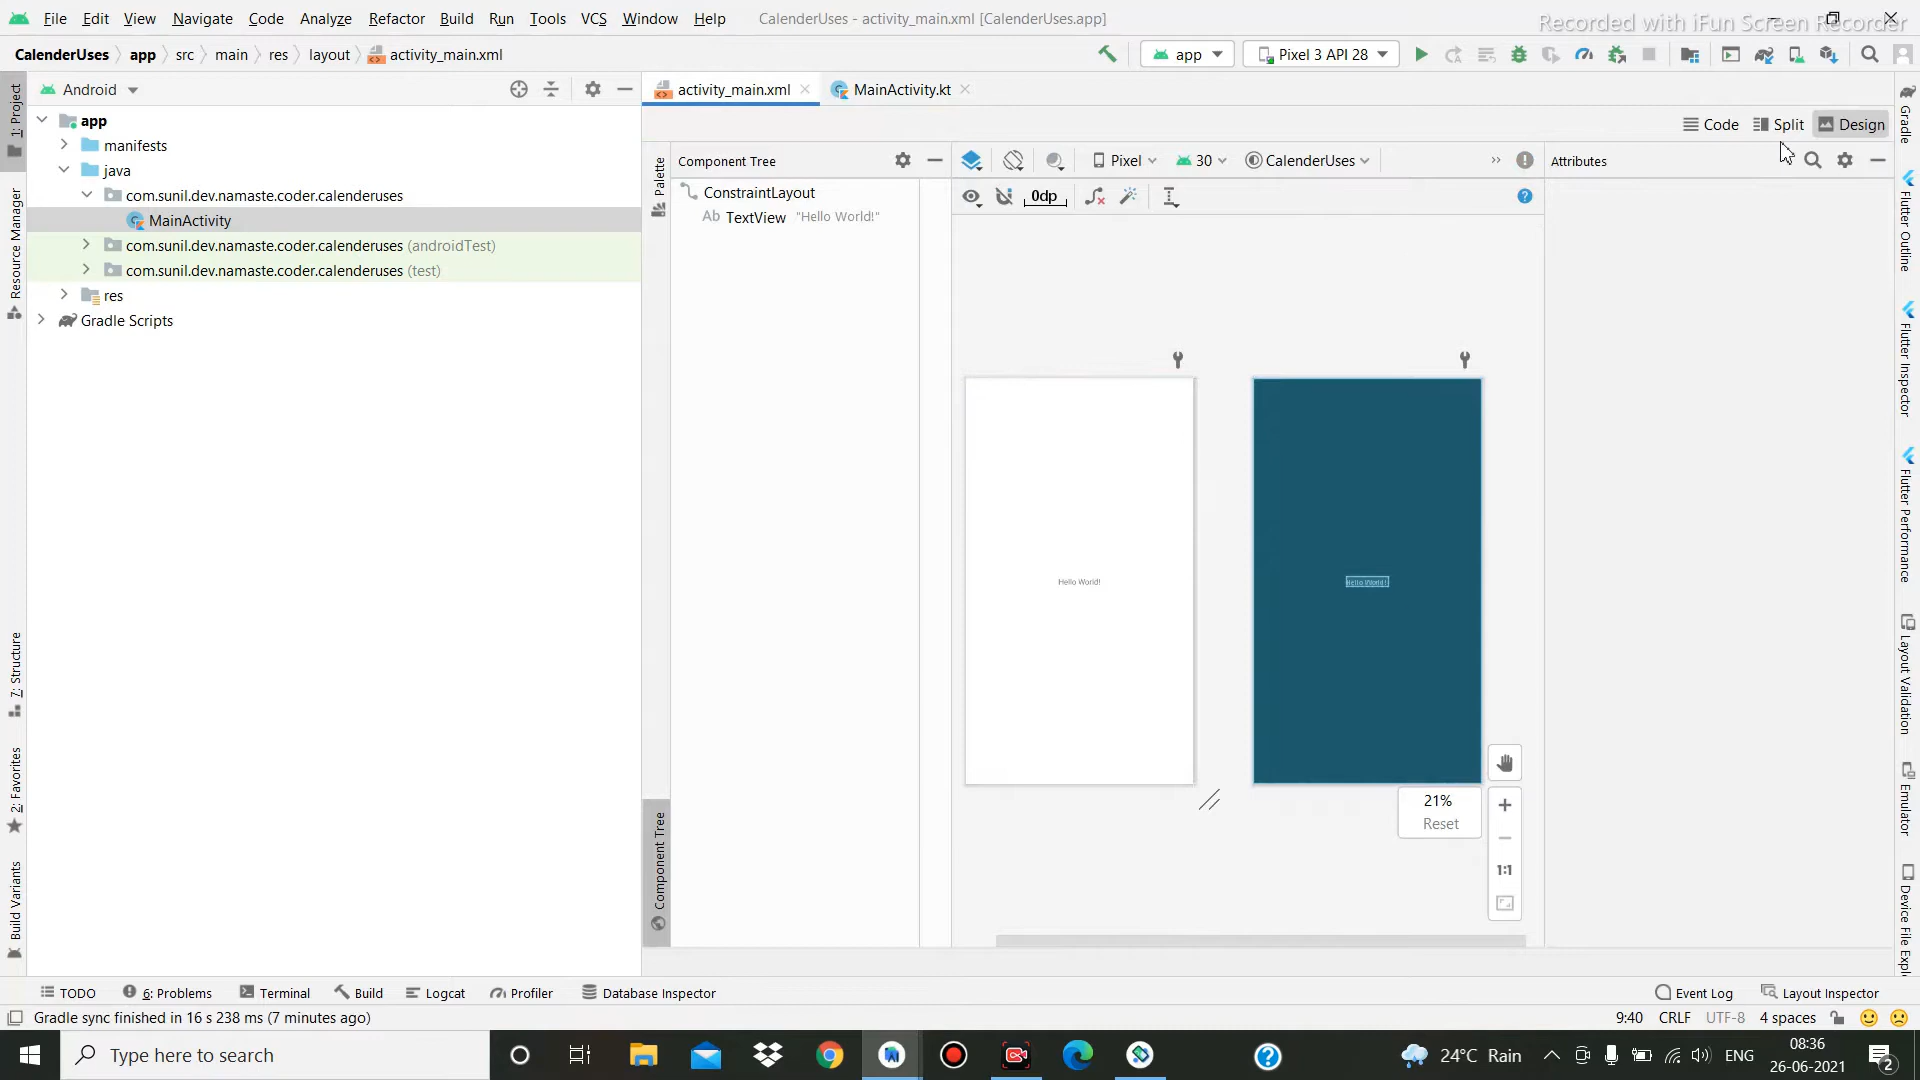 File Edit View Navigate Code Analyze Refactor Build Run Tools VCS Window Help CalenderUses - activity_main.xml [CalenderUses.app]
Recorded with iFun Screen Recorder
CalenderUses app src main res layout activity_main.xml app Pixel 3 API 28
Android activity_main.xml MainActivity.kt
Code Split Design
app
manifests
java
com.sunil.dev.namaste.coder.calenderuses
MainActivity
com.sunil.dev.namaste.coder.calenderuses (androidTest)
com.sunil.dev.namaste.coder.calenderuses (test)
res
Gradle Scripts
1: Project
Resource Manager
7: Structure
2: Favorites
Build Variants
Palette
Component Tree
Component Tree
ConstraintLayout
Ab TextView "Hello World!"
Pixel 30 CalenderUses
0dp
Hello World!
Hello World!
21%
Reset
1:1
Attributes
Gradle
Flutter Outline
Flutter Inspector
Flutter Performance
Layout Validation
Emulator
Device File Expl
TODO 6: Problems Terminal Build Logcat Profiler Database Inspector Event Log Layout Inspector
Gradle sync finished in 16 s 238 ms (7 minutes ago) 9:40 CRLF UTF-8 4 spaces
Type here to search
24°C Rain ENG
08:36
26-06-2021
2